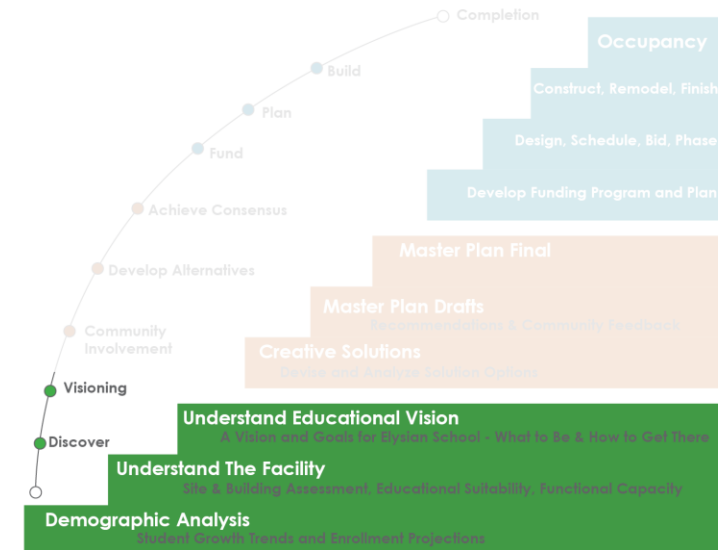 Completion
Occupancy
Build
Construct, Remodel, Finish
Plan
Design, Schedule, Bid, Phase
Fund
Develop Funding Program and Plan
Achieve Consensus
Master Plan Final
Develop Alternatives
Master Plan Drafts
Recommendations & Community Feedback
Community
Involvement
Creative Solutions
Devise and Analyze Solution Options
Visioning
Understand Educational Vision
A Vision and Goals for Elysian School - What to Be & How to Get There
Discover
Understand The Facility
Site & Building Assessment, Educational Suitability, Functional Capacity
Demographic Analysis
Student Growth Trends and Enrollment Projections